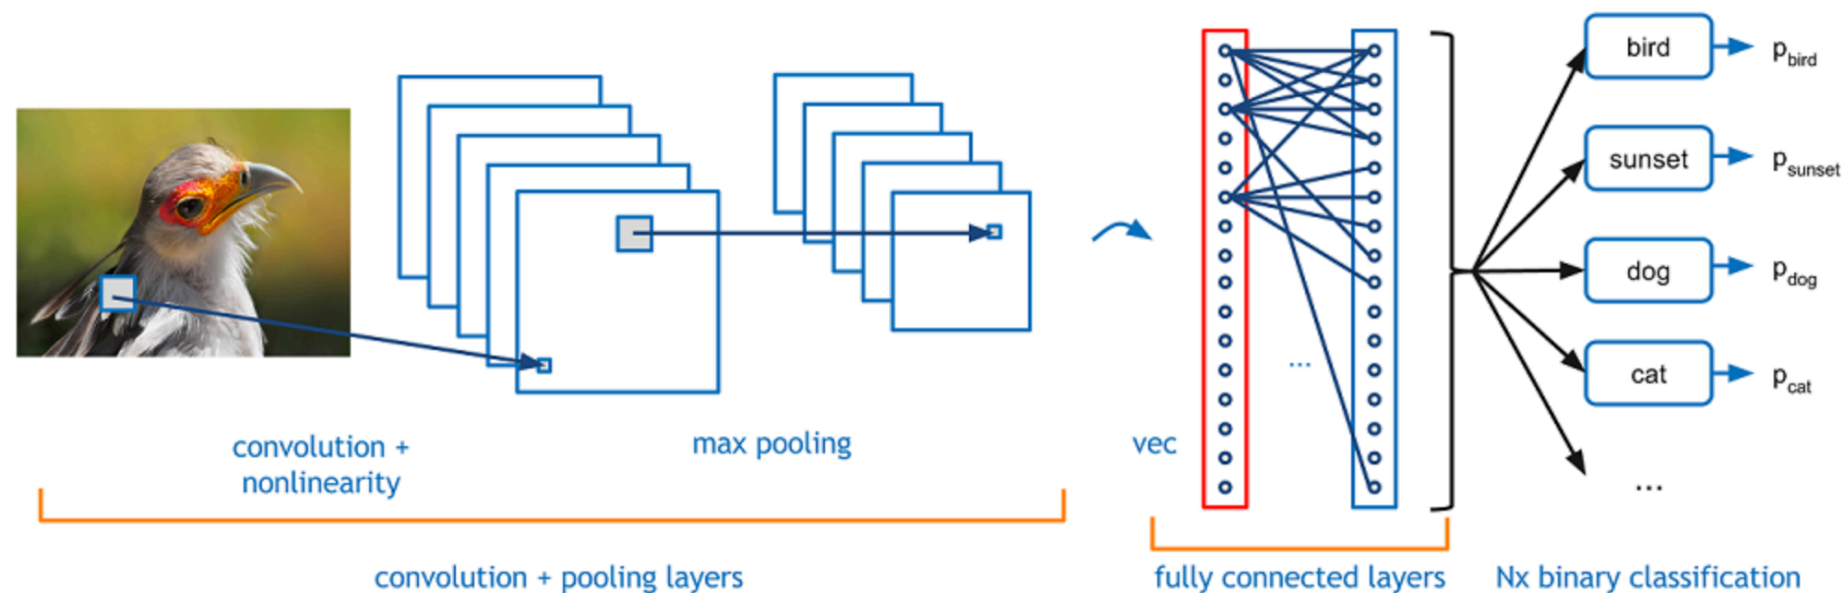 convolution +
nonlinearity
max pooling
vec
...
bird
p_bird
sunset
p_sunset
dog
p_dog
cat
p_cat
...
convolution + pooling layers
fully connected layers
Nx binary classification